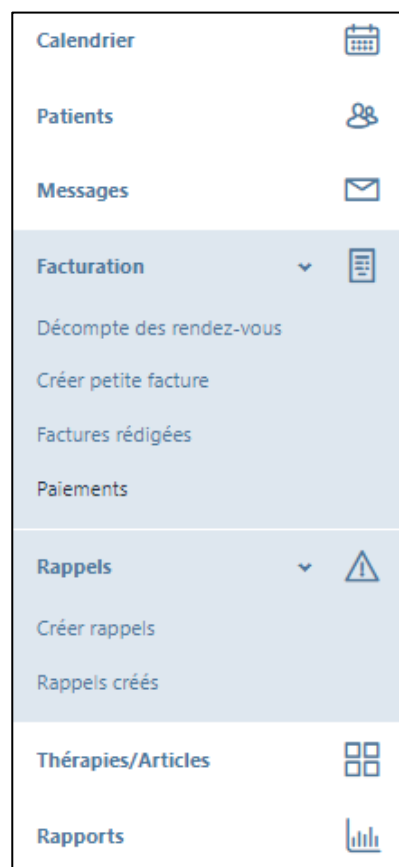 Calendrier
Patients
Messages
Facturation
Décompte des rendez-vous
Créer petite facture
Factures rédigées
Paiements
Rappels
Créer rappels
Rappels créés
Thérapies/Articles
Rapports